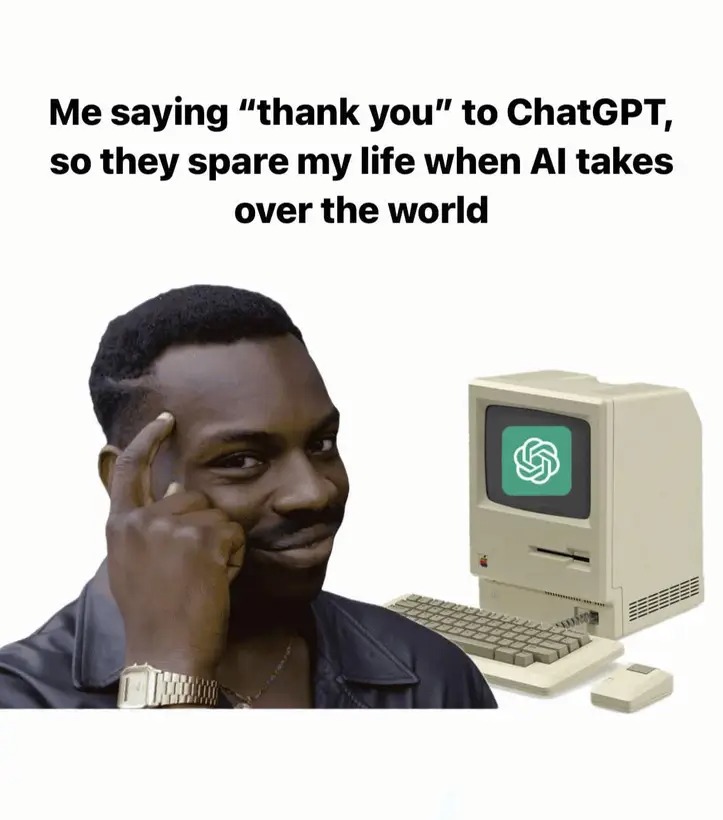 Me saying “thank you” to ChatGPT,
so they spare my life when AI takes
over the world